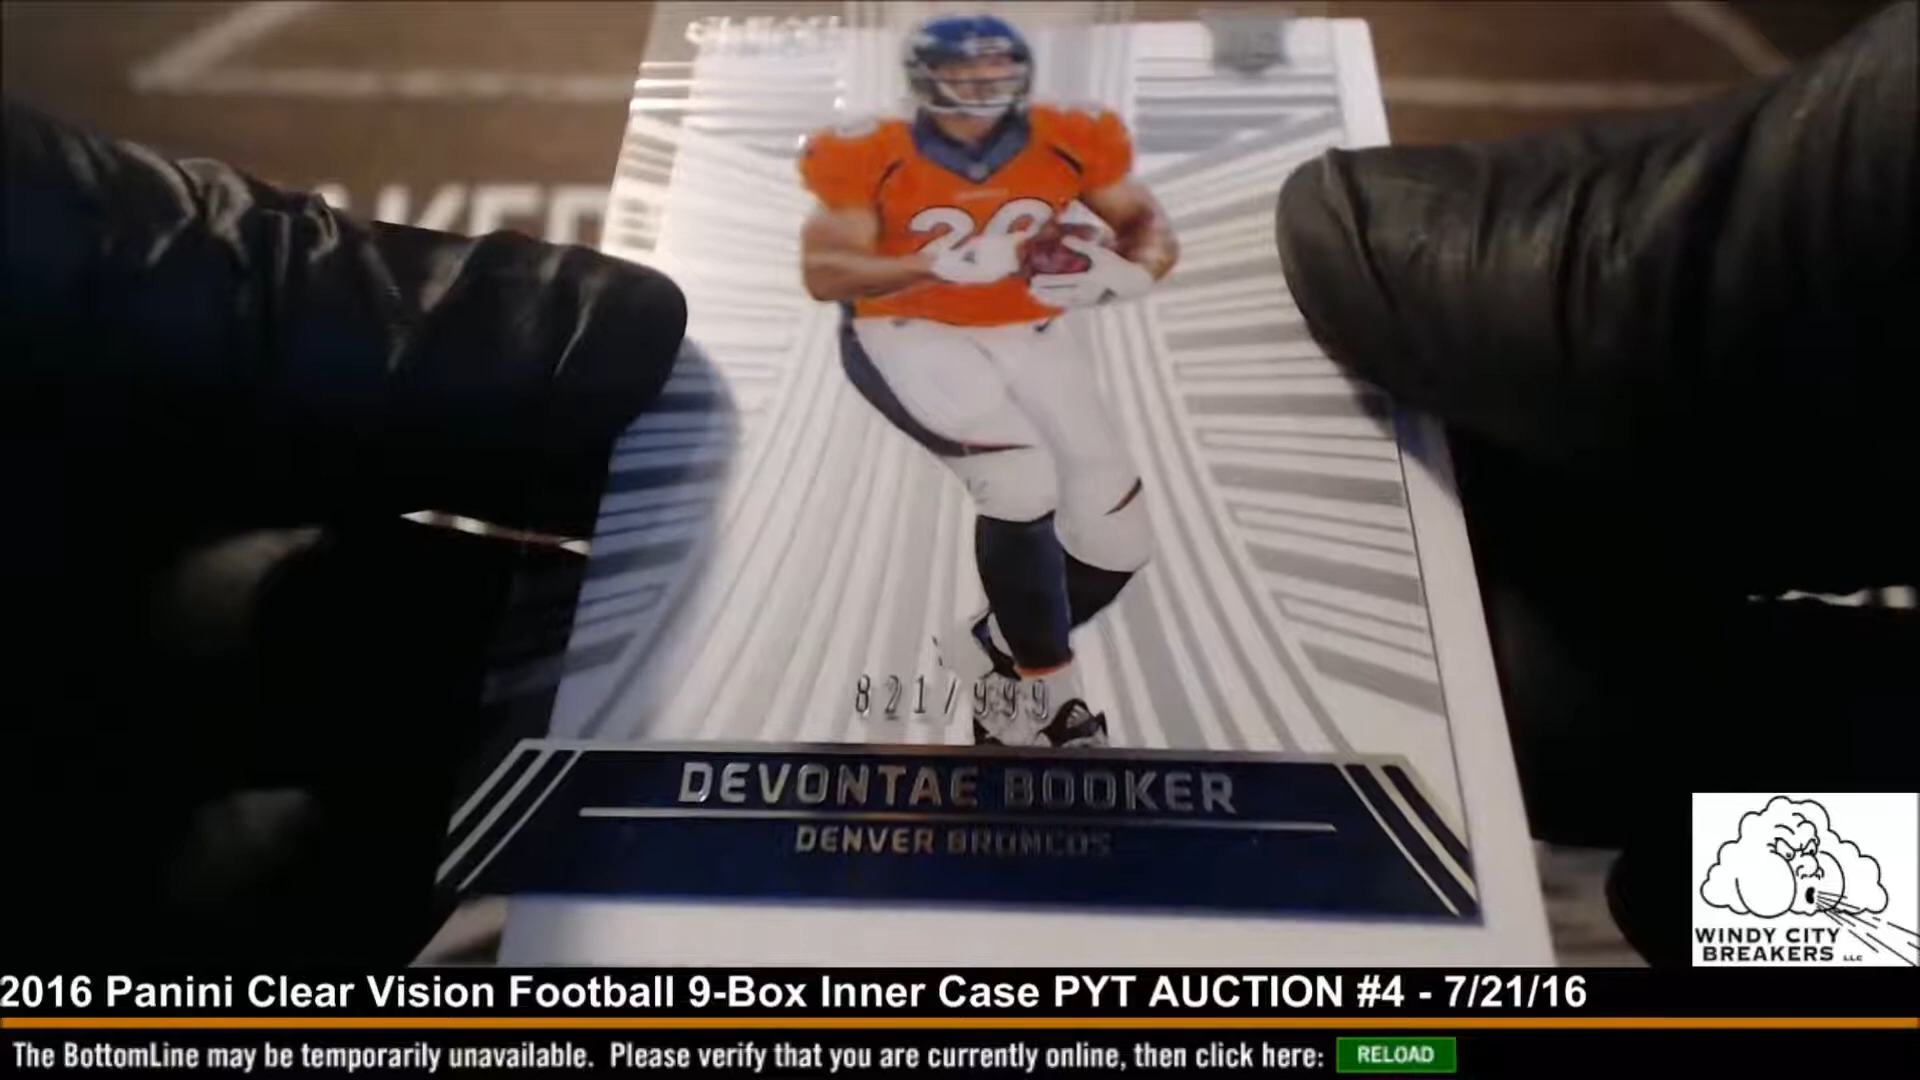 20
821/999
DEVONTAE BOOKER
DENVER BRONCOS
WINDY CITY
BREAKERS LLC
2016 Panini Clear Vision Football 9-Box Inner Case PYT AUCTION #4 - 7/21/16
The BottomLine may be temporarily unavailable. Please verify that you are currently online, then click here: RELOAD